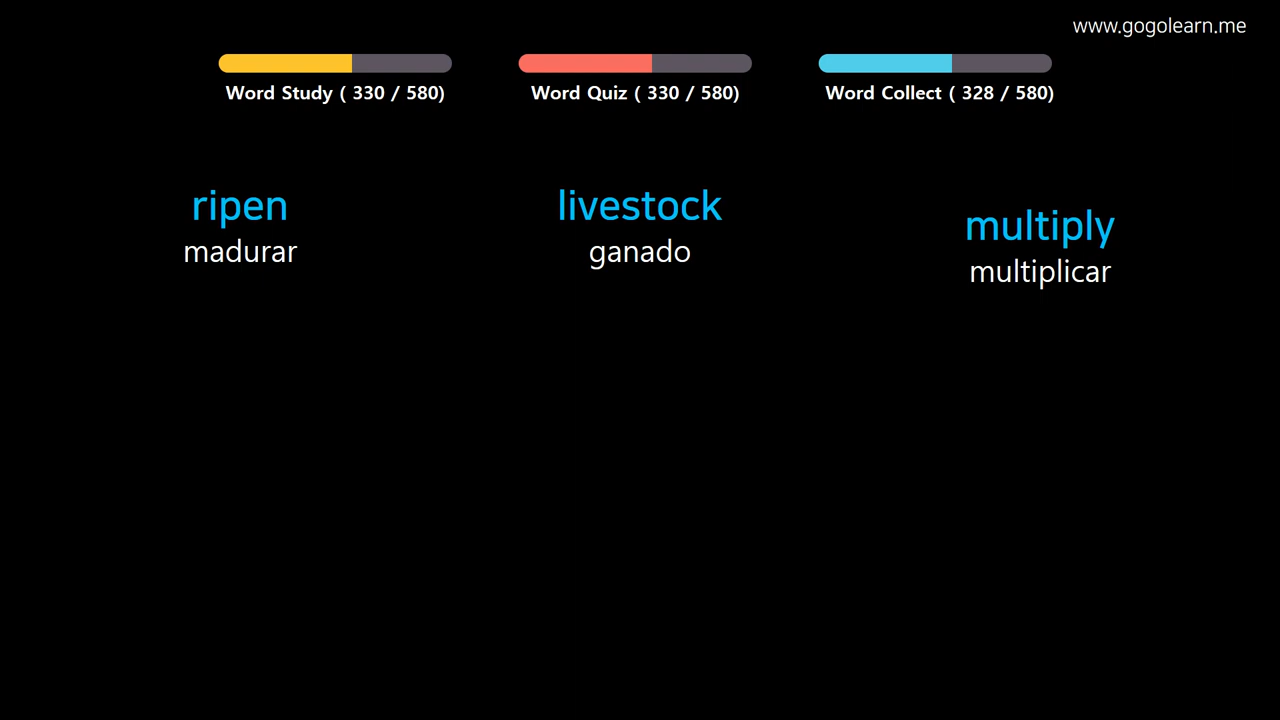 www.gogolearn.me
Word Study ( 330 / 580)
Word Quiz ( 330 / 580)
Word Collect ( 328 / 580)
ripen
madurar
livestock
ganado
multiply
multiplicar